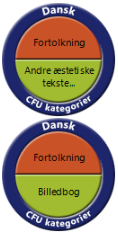 Dansk
Fortolkning
Andre æstetiske
tekste...
CFU kategorier
Dansk
Fortolkning
Billedbog
CFU kategorier